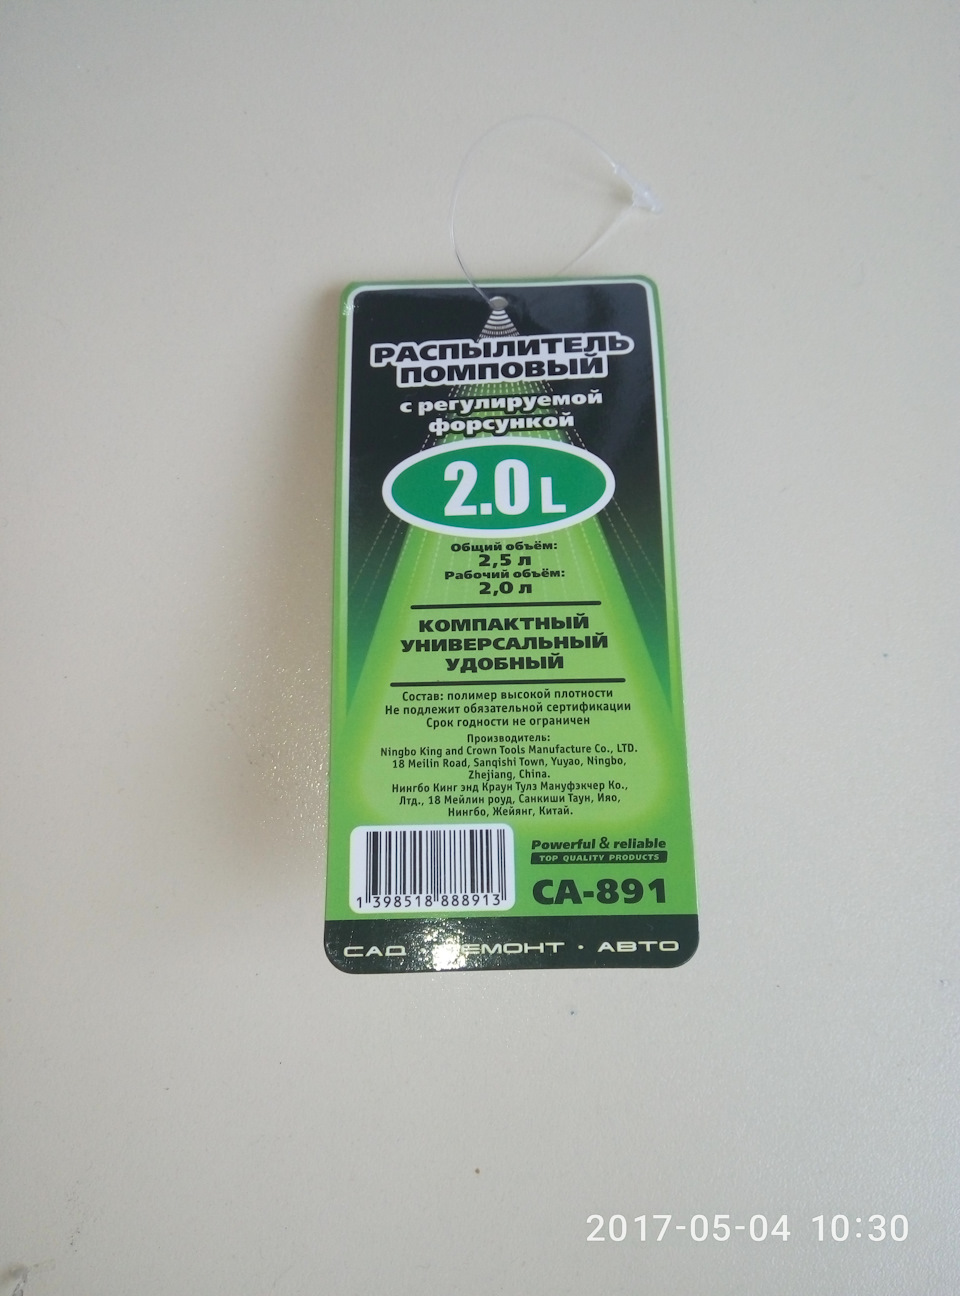 РАСПЫЛИТЕЛЬ
ПОМПОВЫЙ
с регулируемой
форсункой
2.0 L
Общий объём:
2,5 л
Рабочий объём:
2,0 л
КОМПАКТНЫЙ
УНИВЕРСАЛЬНЫЙ
УДОБНЫЙ
Состав: полимер высокой плотности
Не подлежит обязательной сертификации
Срок годности не ограничен
Производитель:
Ningbo King and Crown Tools Manufacture Co., LTD.
18 Meilin Road, Sanqishi Town, Yuyao, Ningbo,
Zhejiang, China.
Нингбо Кинг энд Краун Тулз Мануфэкчер Ко.,
Лтд., 18 Мейлин роуд, Санкиши Таун, Ияо,
Нингбо, Жейянг, Китай.
Powerful & reliable
TOP QUALITY PRODUCTS
CA-891
1 398518 888913
САД · РЕМОНТ · АВТО
2017-05-04 10:30